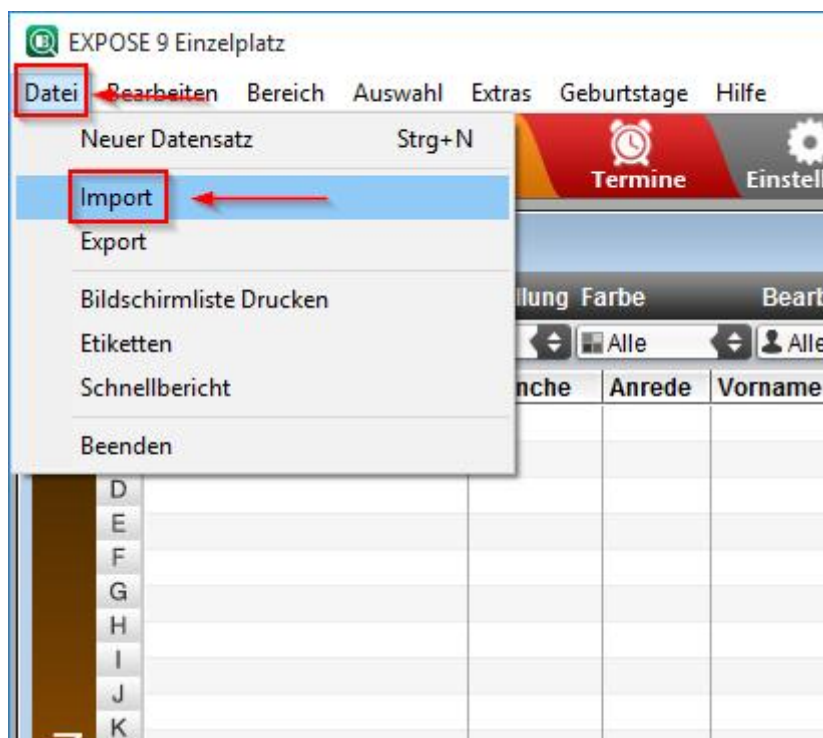 EXPOSE 9 Einzelplatz
Datei Bearbeiten Bereich Auswahl Extras Geburtstage Hilfe
Neuer Datensatz Strg+N
Termine
Import
Export
Bildschirmliste Drucken
Farbe
Etiketten
Alle Alle
Schnellbericht
Anrede Vorname
Beenden
D
E
F
G
H
I
J
K